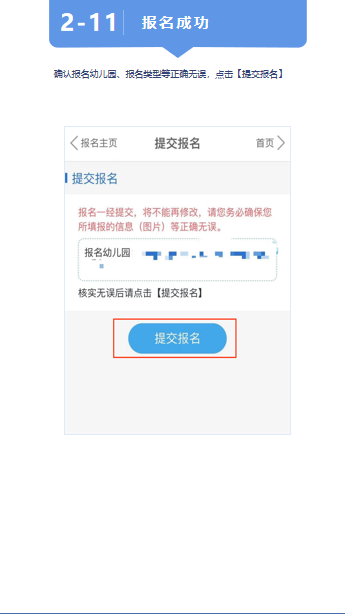 2-11 报名成功
确认报名幼儿园、报名类型等正确无误，点击【提交报名】
报名主页 提交报名 首页
提交报名
报名一经提交，将不能再修改，请您务必确保您
所填报的信息（图片）等正确无误。
报名幼儿园
核实无误后请点击【提交报名】
提交报名